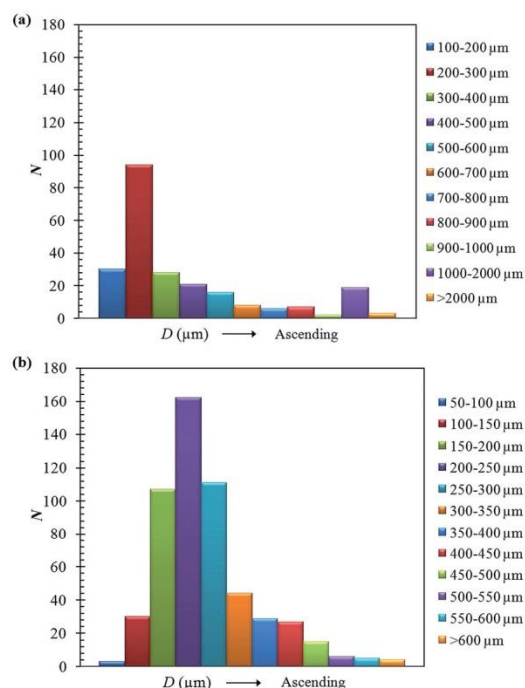 (a)
180
160
140
120
100
80
60
40
20
0
N
D (µm) → Ascending
100-200 µm
200-300 µm
300-400 µm
400-500 µm
500-600 µm
600-700 µm
700-800 µm
800-900 µm
900-1000 µm
1000-2000 µm
>2000 µm
(b)
180
160
140
120
100
80
60
40
20
0
N
D (µm) → Ascending
50-100 µm
100-150 µm
150-200 µm
200-250 µm
250-300 µm
300-350 µm
350-400 µm
400-450 µm
450-500 µm
500-550 µm
550-600 µm
>600 µm